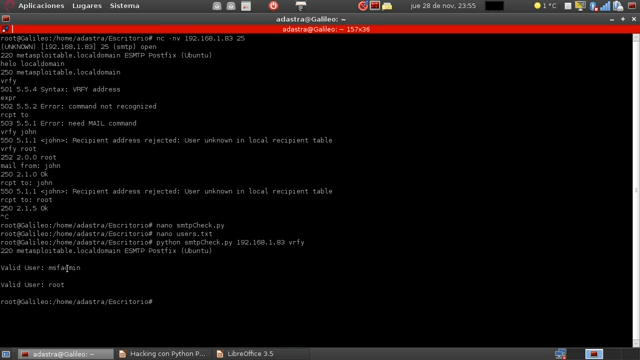 Aplicaciones Lugares Sistema
jue 28 de nov, 23:55
1 °C
adastra@Galileo: ~
adastra@Galileo: ~ 157x36
root@Galileo:/home/adastra/Escritorio# nc -nv 192.168.1.83 25
(UNKNOWN) [192.168.1.83] 25 (smtp) open
220 metasploitable.localdomain ESMTP Postfix (Ubuntu)
helo localdomain
250 metasploitable.localdomain
vrfy
501 5.5.4 Syntax: VRFY address
expr
502 5.5.2 Error: command not recognized
rcpt to
503 5.5.1 Error: need MAIL command
vrfy john
550 5.1.1 <john>: Recipient address rejected: User unknown in local recipient table
vrfy root
252 2.0.0 root
mail from: john
250 2.1.0 Ok
rcpt to: john
550 5.1.1 <john>: Recipient address rejected: User unknown in local recipient table
rcpt to: root
250 2.1.5 Ok
^C
root@Galileo:/home/adastra/Escritorio# nano smtpCheck.py
root@Galileo:/home/adastra/Escritorio# nano users.txt
root@Galileo:/home/adastra/Escritorio# python smtpCheck.py 192.168.1.83 vrfy
220 metasploitable.localdomain ESMTP Postfix (Ubuntu)
Valid User: msfadmin
Valid User: root
root@Galileo:/home/adastra/Escritorio#
adastra@Galileo: ~
Hacking con Python P...
LibreOffice 3.5